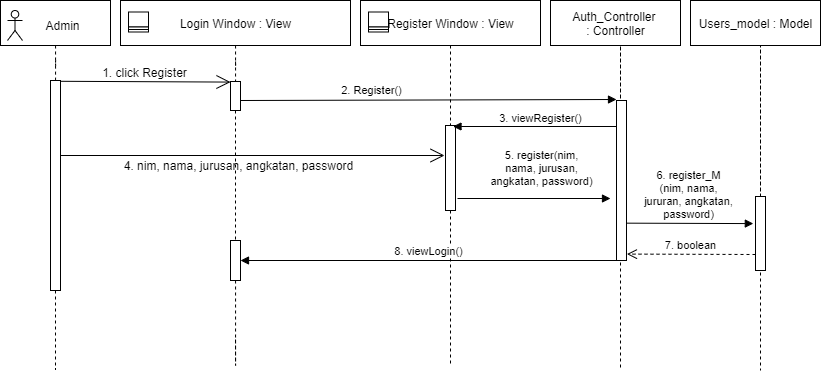 Admin
Login Window : View
Register Window : View
Auth_Controller
: Controller
Users_model : Model
1. click Register
2. Register()
3. viewRegister()
4. nim, nama, jurusan, angkatan, password
5. register(nim,
nama, jurusan,
angkatan, password)
6. register_M
(nim, nama,
jururan, angkatan,
password)
7. boolean
8. viewLogin()